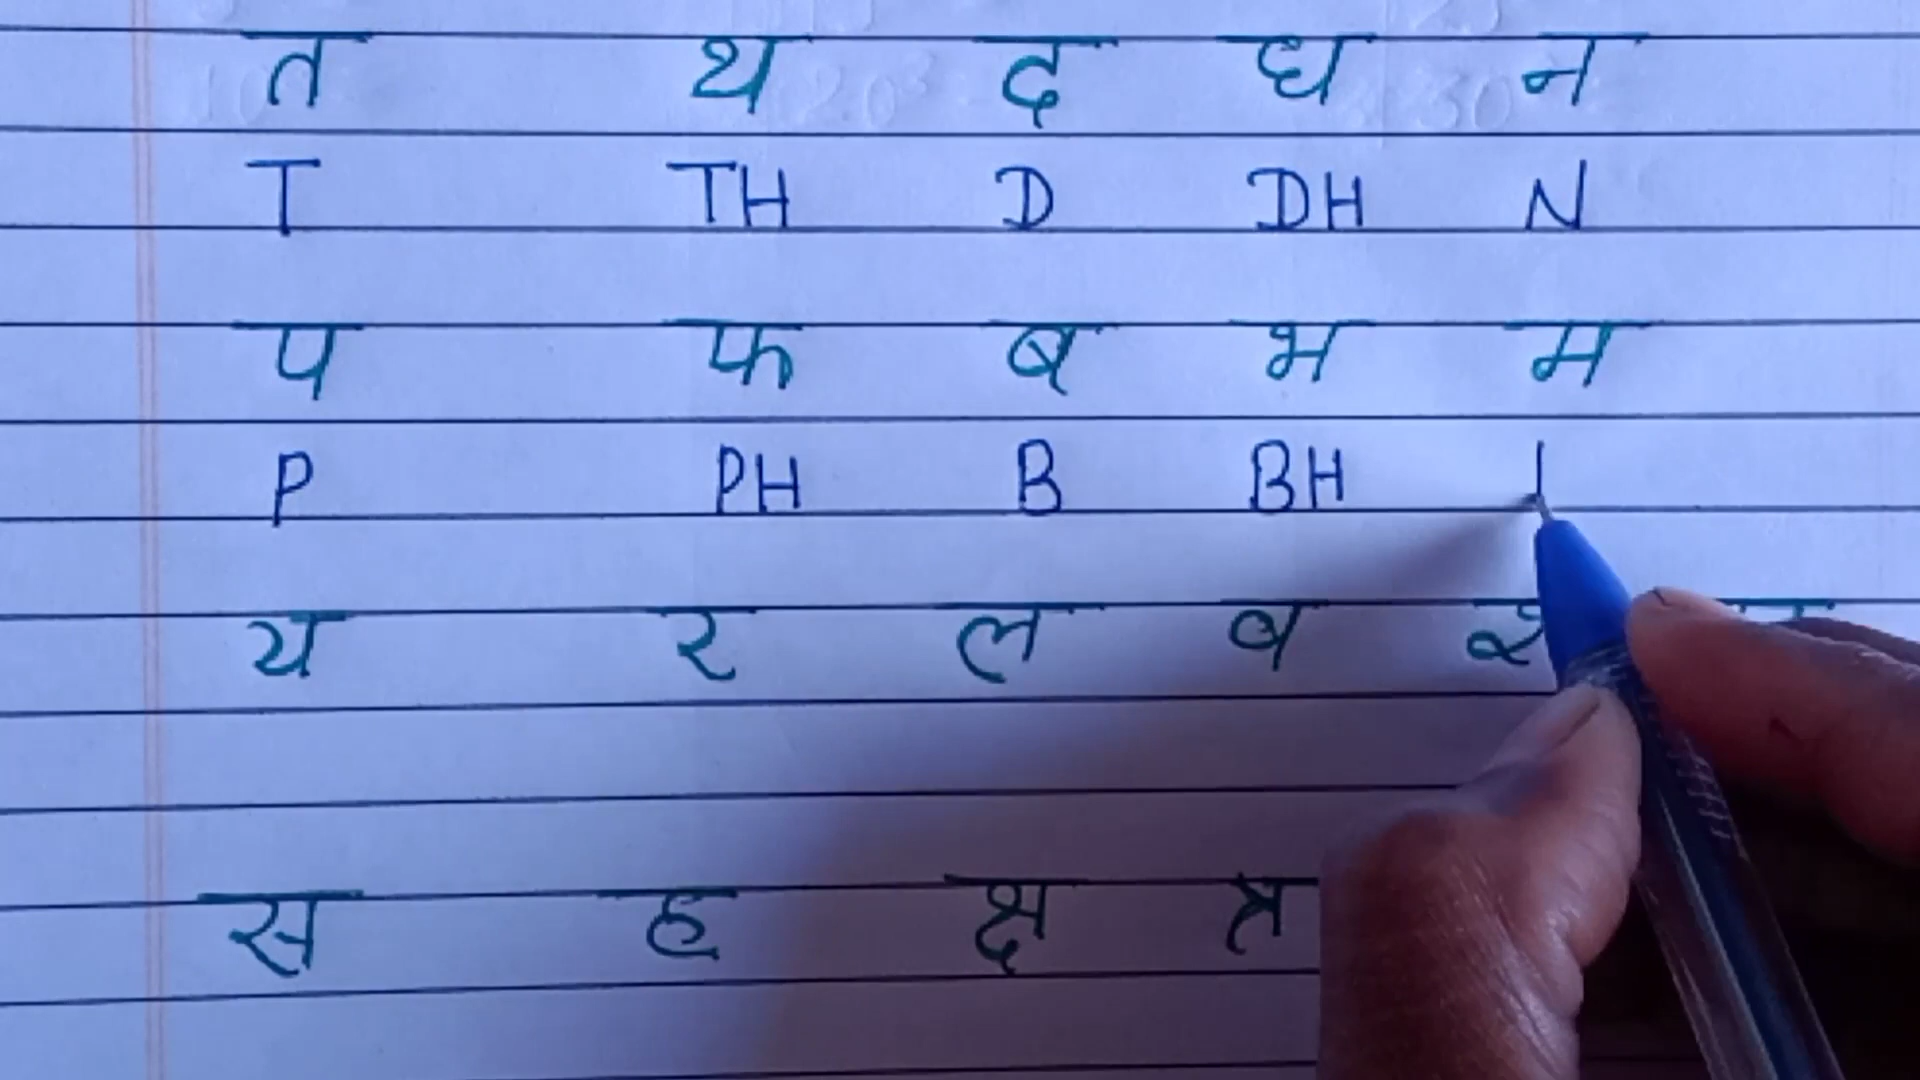 त थ द ध न
T TH D DH N
प फ ब भ म
P PH B BH
य र ल व
स ह क्ष त्र